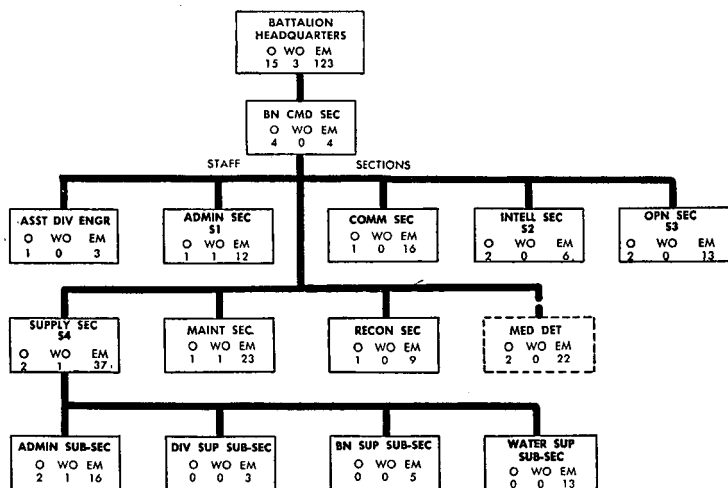 BATTALION
HEADQUARTERS
O WO EM
15 3 123
BN CMD SEC
O WO EM
4 0 4
STAFF SECTIONS
ASST DIV ENGR
O WO EM
1 0 3
ADMIN SEC
S1
O WO EM
1 1 12
COMM SEC
O WO EM
1 0 16
INTELL SEC
S2
O WO EM
2 0 6
OPN SEC
S3
O WO EM
2 0 13
SUPPLY SEC
S4
O WO EM
2 1 37
MAINT SEC
O WO EM
1 1 23
RECON SEC
O WO EM
1 0 9
MED DET
O WO EM
2 0 22
ADMIN SUB-SEC
O WO EM
2 1 16
DIV SUP SUB-SEC
O WO EM
0 0 3
BN SUP SUB-SEC
O WO EM
0 0 5
WATER SUP
SUB-SEC
O WO EM
0 0 13